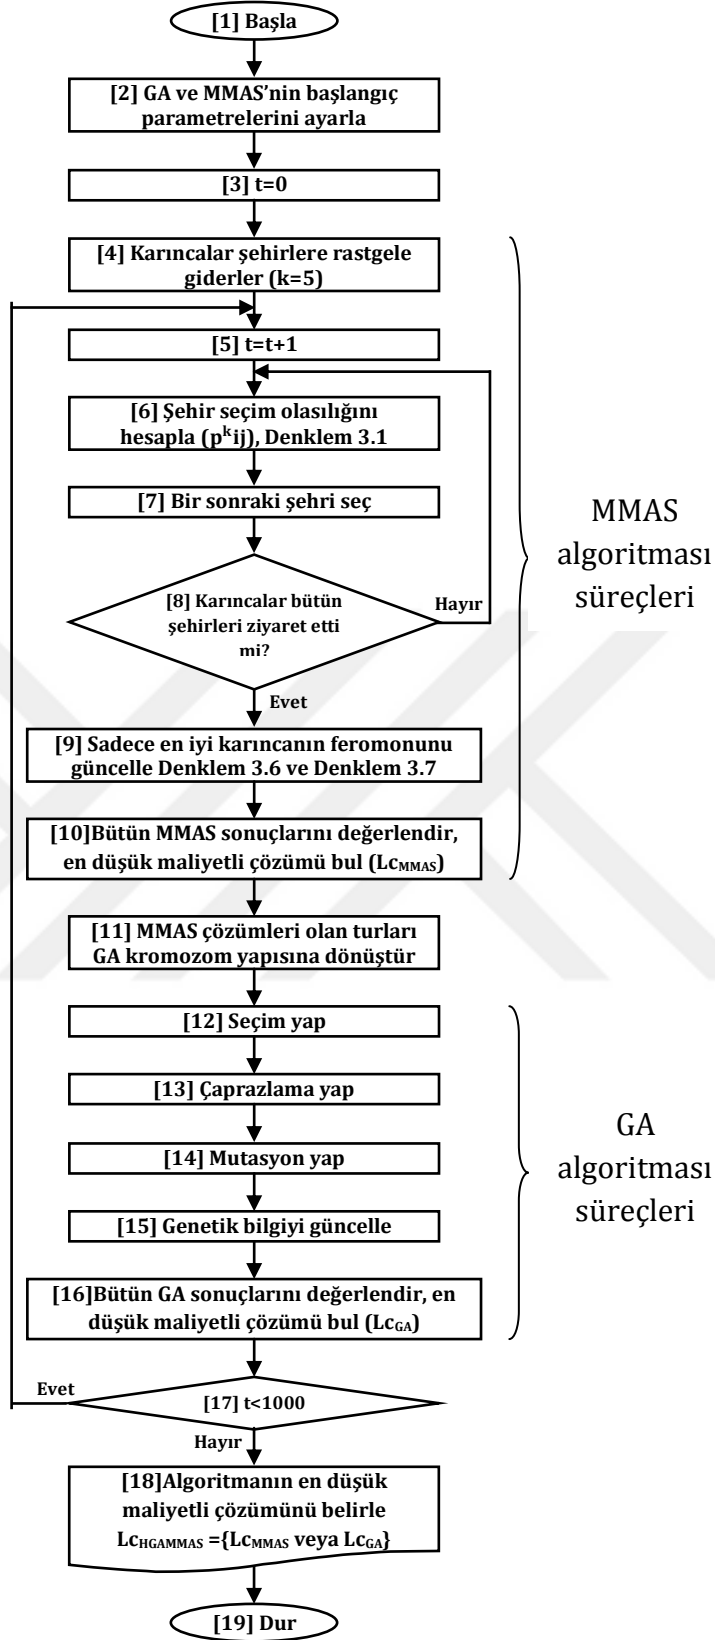 [1] Başla
[2] GA ve MMAS’nin başlangıç
parametrelerini ayarla
[3] t=0
[4] Karıncalar şehirlere rastgele
giderler (k=5)
[5] t=t+1
[6] Şehir seçim olasılığını
hesapla (pᵏij), Denklem 3.1
[7] Bir sonraki şehri seç
[8] Karıncalar bütün
şehirleri ziyaret etti
mi?
Hayır
Evet
[9] Sadece en iyi karıncanın feromonunu
güncelle Denklem 3.6 ve Denklem 3.7
[10]Bütün MMAS sonuçlarını değerlendir,
en düşük maliyetli çözümü bul (LcMMAS)
MMAS
algoritması
süreçleri
[11] MMAS çözümleri olan turları
GA kromozom yapısına dönüştür
[12] Seçim yap
[13] Çaprazlama yap
[14] Mutasyon yap
[15] Genetik bilgiyi güncelle
[16]Bütün GA sonuçlarını değerlendir, en
düşük maliyetli çözümü bul (LcGA)
GA
algoritması
süreçleri
Evet
[17] t<1000
Hayır
[18]Algoritmanın en düşük
maliyetli çözümünü belirle
LcHGAMMAS ={LcMMAS veya LcGA}
[19] Dur